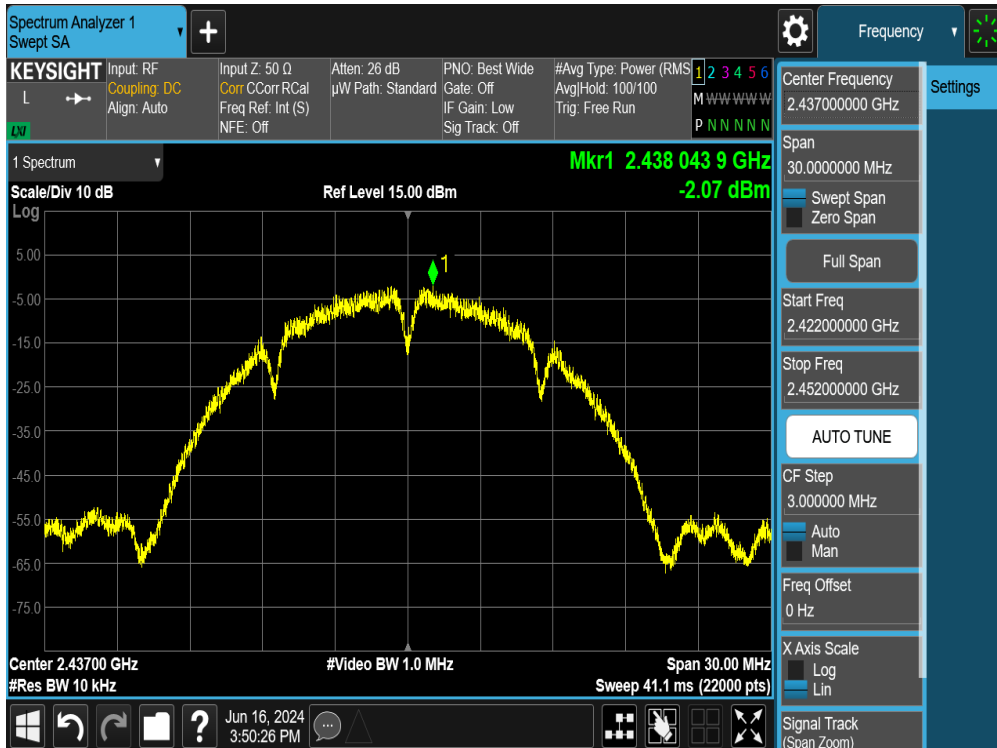 Spectrum Analyzer 1
Swept SA
+
Frequency
KEYSIGHT
L
LXI
Input: RF
Coupling: DC
Align: Auto
Input Z: 50 Ω
Corr CCorr RCal
Freq Ref: Int (S)
NFE: Off
Atten: 26 dB
µW Path: Standard
PNO: Best Wide
Gate: Off
IF Gain: Low
Sig Track: Off
#Avg Type: Power (RMS
Avg|Hold: 100/100
Trig: Free Run
1 2 3 4 5 6
M W W W W W
P N N N N N
1 Spectrum
Mkr1 2.438 043 9 GHz
-2.07 dBm
Scale/Div 10 dB
Ref Level 15.00 dBm
Log
5.00
-5.00
-15.0
-25.0
-35.0
-45.0
-55.0
-65.0
-75.0
1
Center 2.43700 GHz
#Video BW 1.0 MHz
Span 30.00 MHz
#Res BW 10 kHz
Sweep 41.1 ms (22000 pts)
Center Frequency
2.437000000 GHz
Settings
Span
30.0000000 MHz
Swept Span
Zero Span
Full Span
Start Freq
2.422000000 GHz
Stop Freq
2.452000000 GHz
AUTO TUNE
CF Step
3.000000 MHz
Auto
Man
Freq Offset
0 Hz
X Axis Scale
Log
Lin
Signal Track
(Span Zoom)
?
Jun 16, 2024
3:50:26 PM